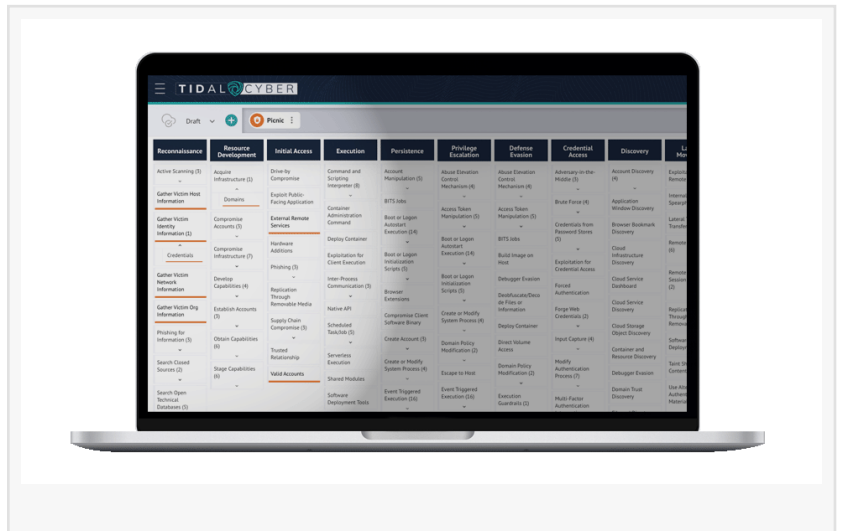 TIDAL CYBER
Draft
Picnic
Reconnaissance
Active Scanning (3)
Gather Victim Host
Information
Gather Victim
Identity
Information (1)
Credentials
Gather Victim
Network
Information
Gather Victim Org
Information
Phishing for
Information (3)
Search Closed
Sources (2)
Search Open
Technical
Databases (5)
Resource
Development
Acquire
Infrastructure (1)
Domains
Compromise
Accounts (3)
Compromise
Infrastructure (7)
Develop
Capabilities (4)
Establish Accounts
(3)
Obtain Capabilities
(6)
Stage Capabilities
(6)
Initial Access
Drive-by
Compromise
Exploit Public-
Facing Application
External Remote
Services
Hardware
Additions
Phishing (3)
Replication
Through
Removable Media
Supply Chain
Compromise (3)
Trusted
Relationship
Valid Accounts
Execution
Command and
Scripting
Interpreter (8)
Container
Administration
Command
Deploy Container
Exploitation for
Client Execution
Inter-Process
Communication (3)
Native API
Scheduled
Task/Job (5)
Serverless
Execution
Shared Modules
Software
Deployment Tools
Persistence
Account
Manipulation (5)
BITS Jobs
Boot or Logon
Autostart
Execution (14)
Boot or Logon
Initialization
Scripts (5)
Browser
Extensions
Compromise Client
Software Binary
Create Account (3)
Create or Modify
System Process (4)
Event Triggered
Execution (16)
Privilege
Escalation
Abuse Elevation
Control
Mechanism (4)
Access Token
Manipulation (5)
Boot or Logon
Autostart
Execution (14)
Boot or Logon
Initialization
Scripts (5)
Create or Modify
System Process (4)
Domain Policy
Modification (2)
Escape to Host
Event Triggered
Execution (16)
Defense
Evasion
Abuse Elevation
Control
Mechanism (4)
Access Token
Manipulation (5)
BITS Jobs
Build Image on
Host
Debugger Evasion
Deobfuscate/Deco
de Files or
Information
Deploy Container
Direct Volume
Access
Domain Policy
Modification (2)
Execution
Guardrails (1)
Credential
Access
Adversary-in-the-
Middle (3)
Brute Force (4)
Credentials from
Password Stores
(5)
Exploitation for
Credential Access
Forced
Authentication
Forge Web
Credentials (2)
Input Capture (4)
Modify
Authentication
Process (7)
Multi-Factor
Authentication
Discovery
Account Discovery
(4)
Application
Window Discovery
Browser Bookmark
Discovery
Cloud
Infrastructure
Discovery
Cloud Service
Dashboard
Cloud Service
Discovery
Cloud Storage
Object Discovery
Container and
Resource Discovery
Debugger Evasion
Domain Trust
Discovery
La
Mov
Remote
Internal
Lateral
Remote
(6)
Remote
Session
(2)
Through